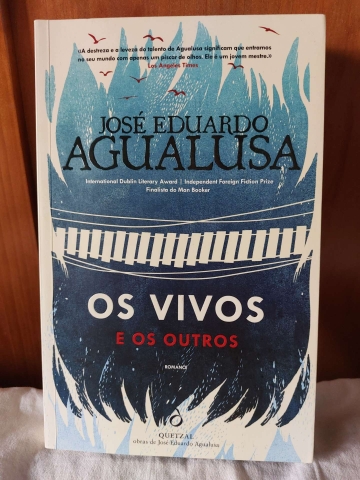 «A destreza e a leveza do talento de Agualusa significam que entramos
no seu mundo com apenas um piscar de olhos. Ele é um jovem mestre.»
Los Angeles Times
JOSÉ EDUARDO
AGUALUSA
International Dublin Literary Award | Independent Foreign Fiction Prize
Finalista do Man Booker
OS VIVOS
E OS OUTROS
ROMANCE
QUETZAL
obras de José Eduardo Agualusa